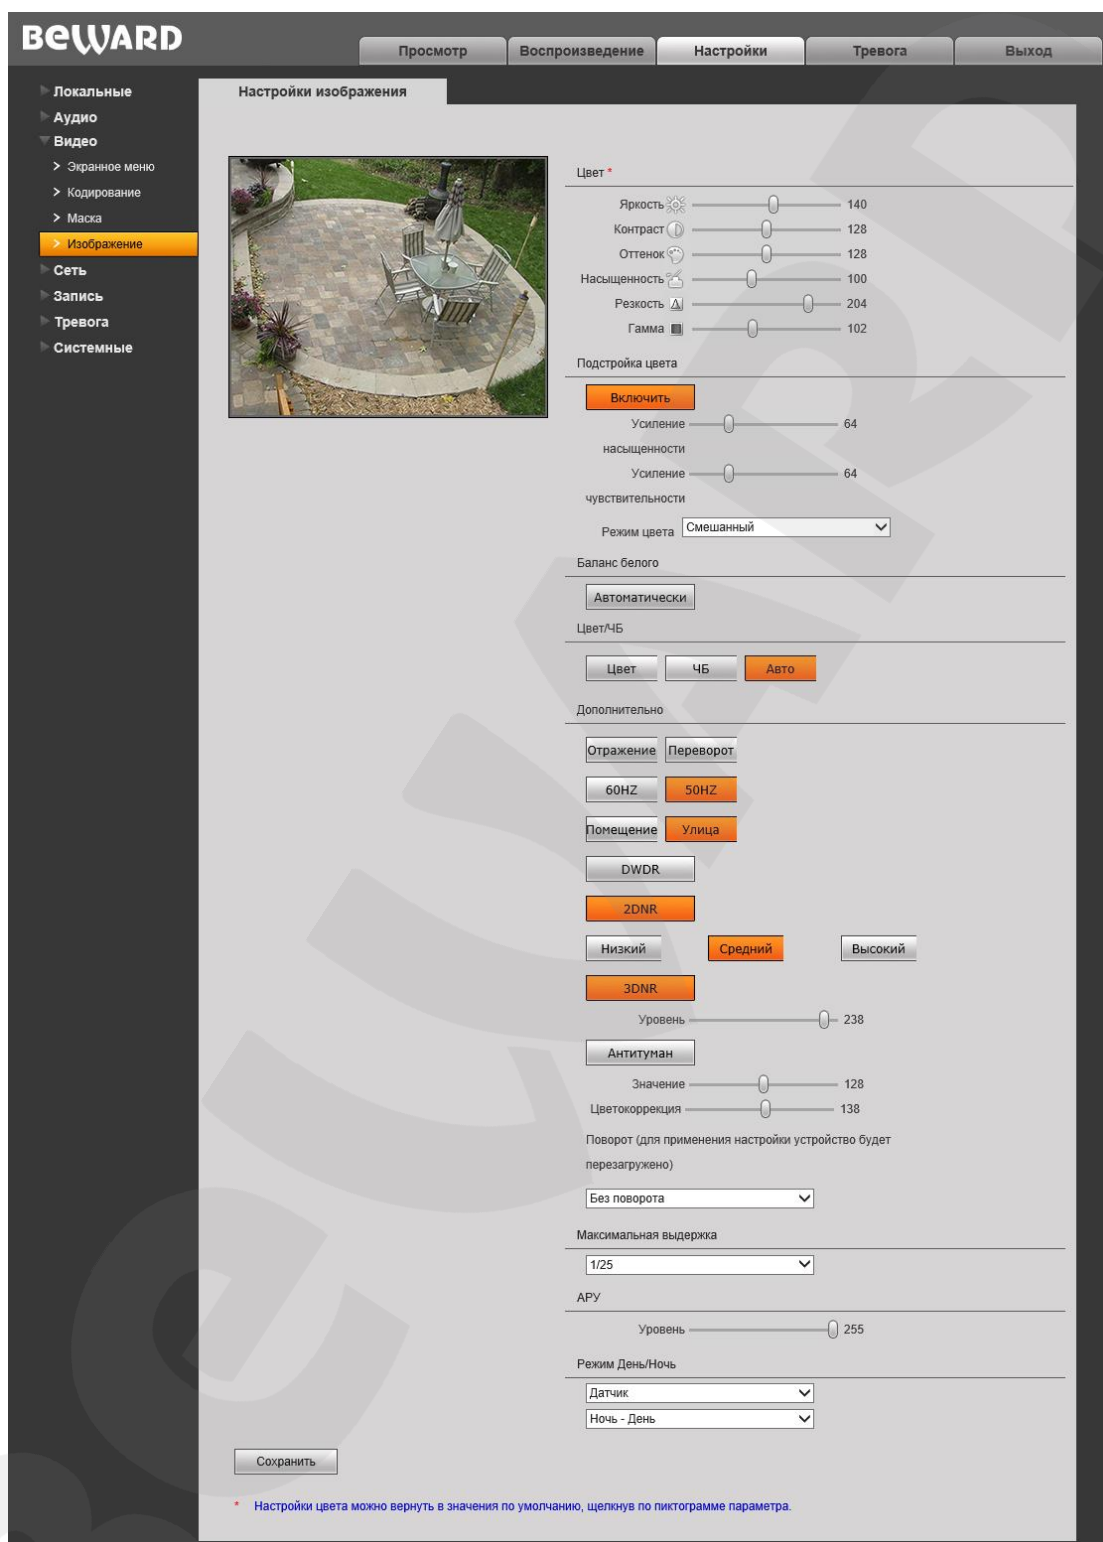 BEWARD
Просмотр Воспроизведение Настройки Тревога Выход
Локальные
Аудио
Видео
Экранное меню
Кодирование
Маска
Изображение
Сеть
Запись
Тревога
Системные
Настройки изображения
Цвет *
Яркость 140
Контраст 128
Оттенок 128
Насыщенность 100
Резкость 204
Гамма 102
Подстройка цвета
Включить
Усиление 64
насыщенности
Усиление 64
чувствительности
Режим цвета Смешанный
Баланс белого
Автоматически
Цвет/ЧБ
Цвет ЧБ Авто
Дополнительно
Отражение Переворот
60HZ 50HZ
Помещение Улица
DWDR
2DNR
Низкий Средний Высокий
3DNR
Уровень 238
Антитуман
Значение 128
Цветокоррекция 138
Поворот (для применения настройки устройство будет
перезагружено)
Без поворота
Максимальная выдержка
1/25
АРУ
Уровень 255
Режим День/Ночь
Датчик
Ночь - День
Сохранить
* Настройки цвета можно вернуть в значения по умолчанию, щелкнув по пиктограмме параметра.